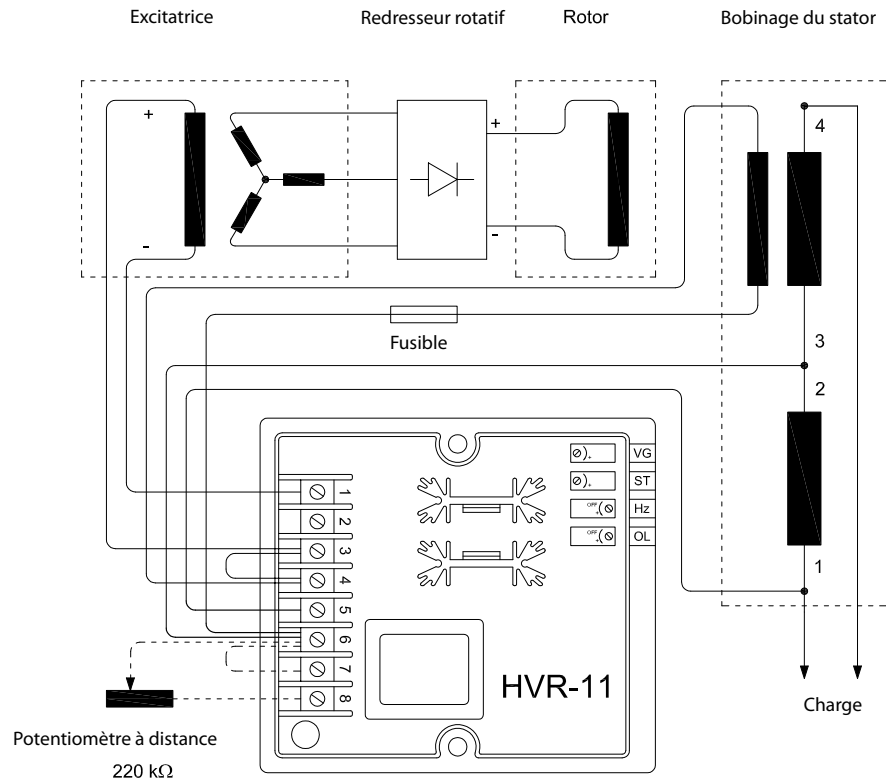 Excitatrice
Redresseur rotatif
Rotor
Bobinage du stator
+
-
+
-
4
3
2
1
Fusible
VG
ST
OFF
Hz
OFF
OL
+
+
+
+
1
2
3
4
5
6
7
8
HVR-11
Charge
Potentiomètre à distance
220 kΩ